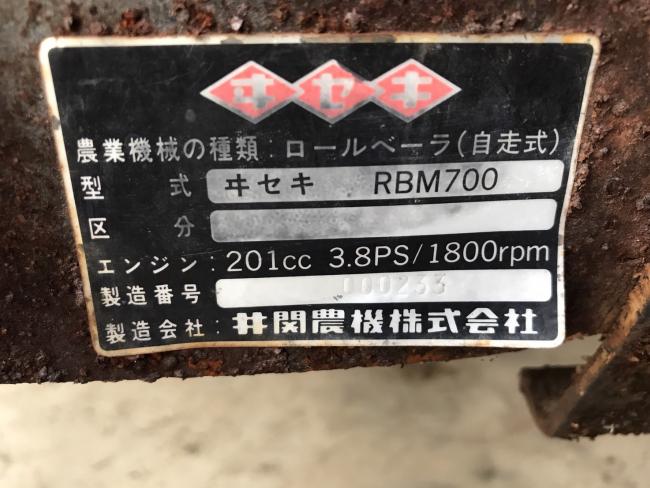 ヰセキ
農業機械の種類:ロールベーラ(自走式)
型 式 ヰセキ RBM700
区 分
エンジン:201cc 3.8PS/1800rpm
製造番号 000233
製造会社:井関農機株式会社